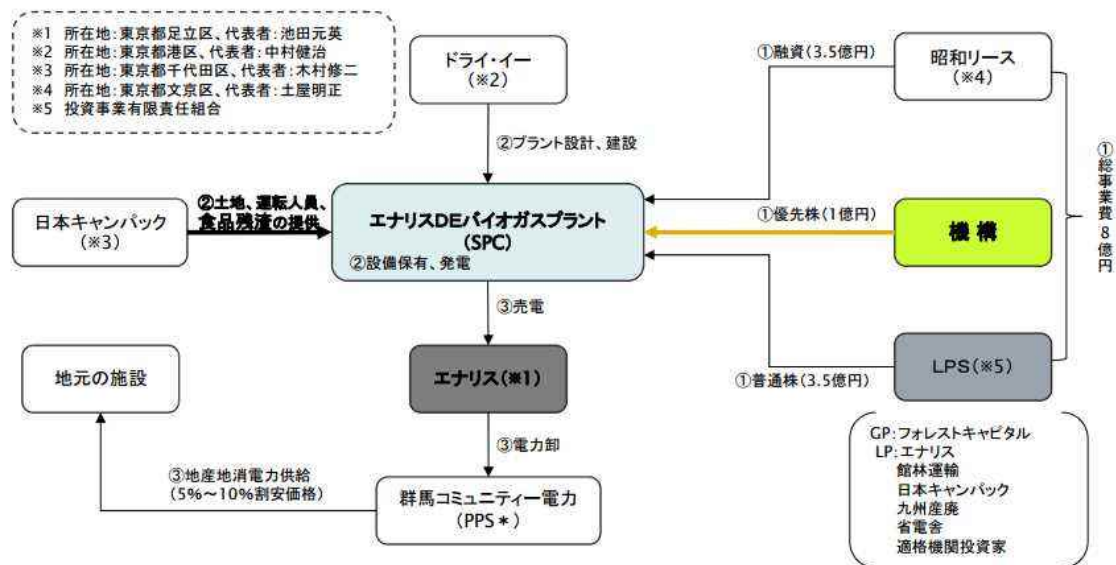 ※1 所在地:東京都足立区、代表者:池田元英
※2 所在地:東京都港区、代表者:中村健治
※3 所在地:東京都千代田区、代表者:木村修二
※4 所在地:東京都文京区、代表者:土屋明正
※5 投資事業有限責任組合
ドライ・イー
(※2)
①融資(3.5億円)
昭和リース
(※4)
②プラント設計、建設
①総事業費8億円
日本キャンパック
(※3)
②土地、運転人員、
食品残渣の提供
エナリスDEバイオガスプラント
(SPC)
②設備保有、発電
①優先株(1億円)
機構
③売電
地元の施設
エナリス(※1)
①普通株(3.5億円)
LPS(※5)
③電力卸
③地産地消電力供給
(5%~10%割安価格)
群馬コミュニティー電力
(PPS*)
GP:フォレストキャピタル
LP:エナリス
館林運輸
日本キャンパック
九州産廃
省電舎
適格機関投資家